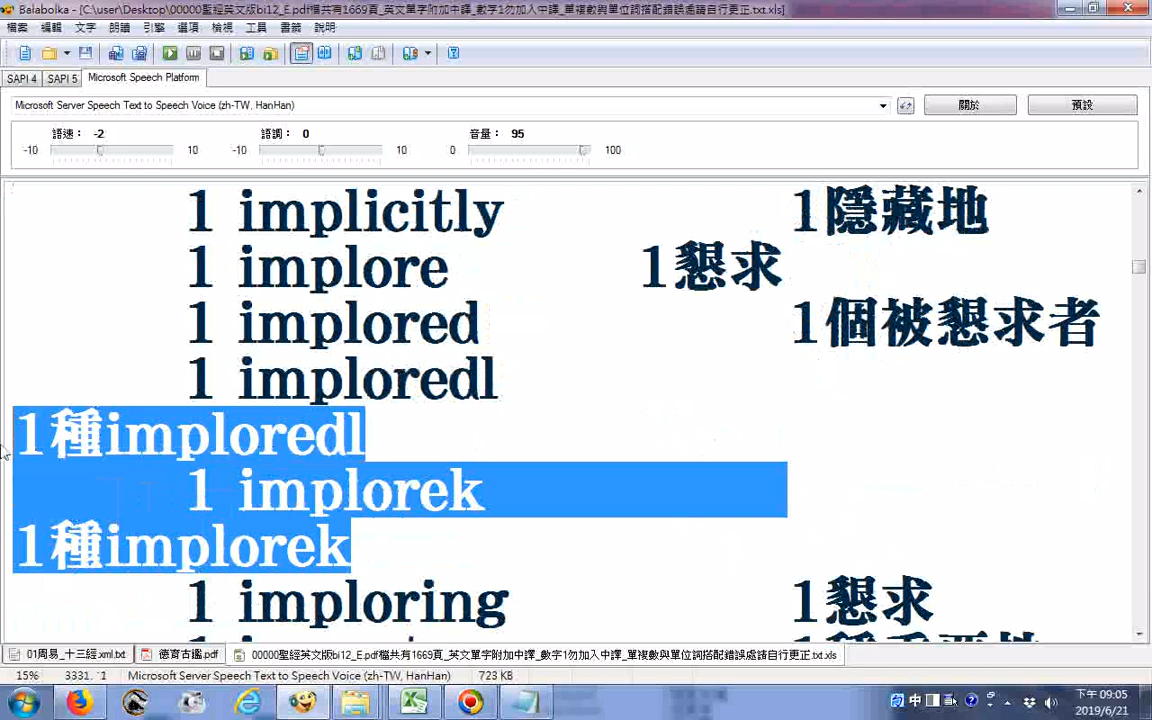 Balabolka - [C:\user\Desktop\00000聖經英文版bi12_E.pdf檔共有1669頁_英文單字附加中譯_數字1勿加入中譯_單複數與單位詞搭配錯誤處請自行更正.txt.xls]
檔案 編輯 文字 朗讀 引擎 選項 檢視 工具 書籤 說明
SAPI 4 SAPI 5 Microsoft Speech Platform
Microsoft Server Speech Text to Speech Voice (zh-TW, HanHan) 關於 預設
語速： -2 語調： 0 音量： 95
-10 10 -10 10 0 100
1 implicitly 1隱藏地
1 implore 1懇求
1 implored 1個被懇求者
1 imploredl
1種imploredl
1 implorek
1種implorek
1 imploring 1懇求
01周易_十三經.xml.txt 德育古鑑.pdf 00000聖經英文版bi12_E.pdf檔共有1669頁_英文單字附加中譯_數字1勿加入中譯_單複數與單位詞搭配錯誤處請自行更正.txt.xls
15% 3331: 1 Microsoft Server Speech Text to Speech Voice (zh-TW, HanHan) 723 KB
中 下午 09:05
2019/6/21